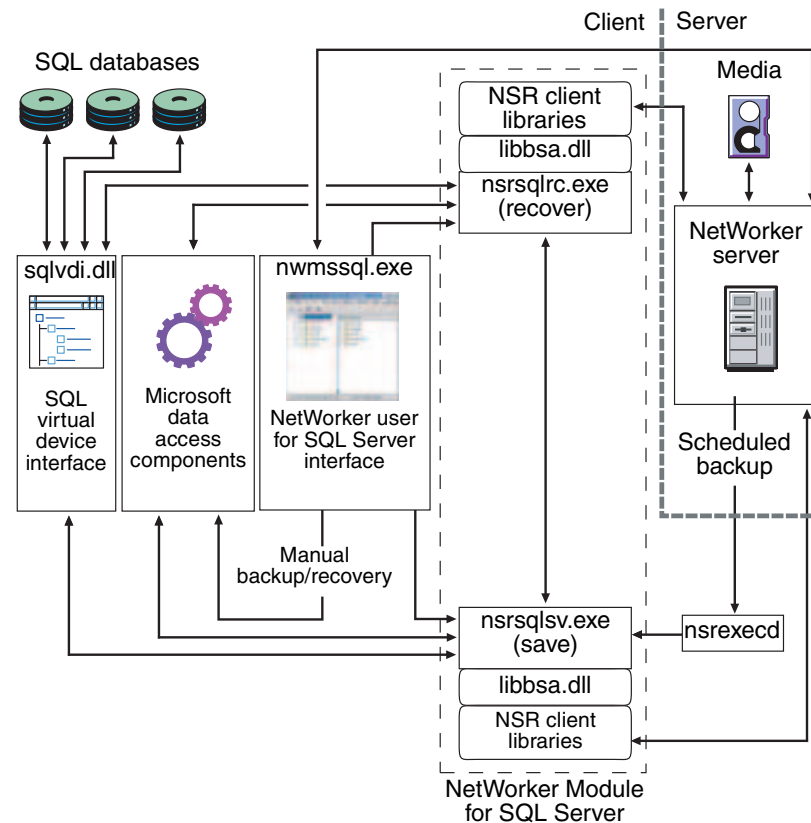 Client
Server
SQL databases
Media
NSR client
libraries
libbsa.dll
nsrsqlrc.exe
(recover)
NetWorker
server
sqlvdi.dll
SQL
virtual
device
interface
Microsoft
data
access
components
nwmssql.exe
NetWorker user
for SQL Server
interface
Scheduled
backup
Manual
backup/recovery
nsrsqlsv.exe
(save)
nsrexecd
libbsa.dll
NSR client
libraries
NetWorker Module
for SQL Server